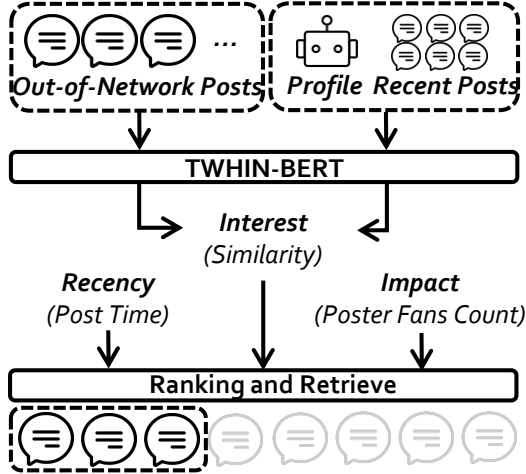 ...
Out-of-Network Posts
Profile Recent Posts
TWHIN-BERT
Interest
(Similarity)
Recency
(Post Time)
Impact
(Poster Fans Count)
Ranking and Retrieve